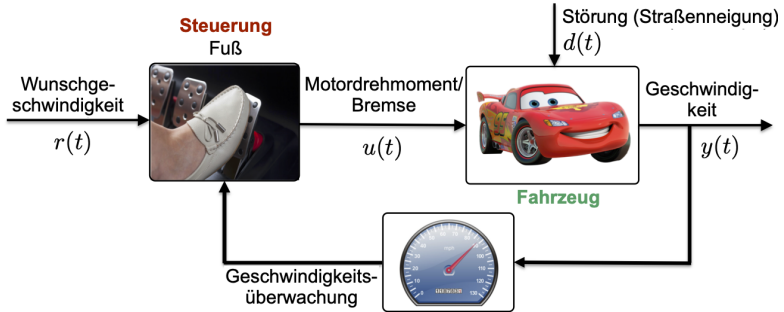 Steuerung
Fuß
Störung (Straßenneigung)
d(t)
Wunschge-
schwindigkeit
r(t)
Motordrehmoment/
Bremse
u(t)
Geschwindig-
keit
y(t)
Fahrzeug
Geschwindigkeits-
überwachung